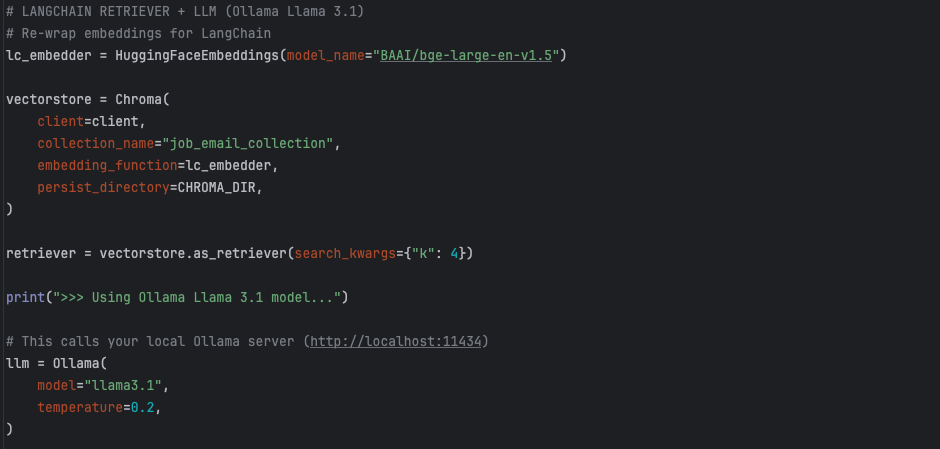 # LANGCHAIN RETRIEVER + LLM (Ollama Llama 3.1)
# Re-wrap embeddings for LangChain
lc_embedder = HuggingFaceEmbeddings(model_name="BAAI/bge-large-en-v1.5")

vectorstore = Chroma(
    client=client,
    collection_name="job_email_collection",
    embedding_function=lc_embedder,
    persist_directory=CHROMA_DIR,
)

retriever = vectorstore.as_retriever(search_kwargs={"k": 4})

print(">>> Using Ollama Llama 3.1 model...")

# This calls your local Ollama server (http://localhost:11434)
llm = Ollama(
    model="llama3.1",
    temperature=0.2,
)